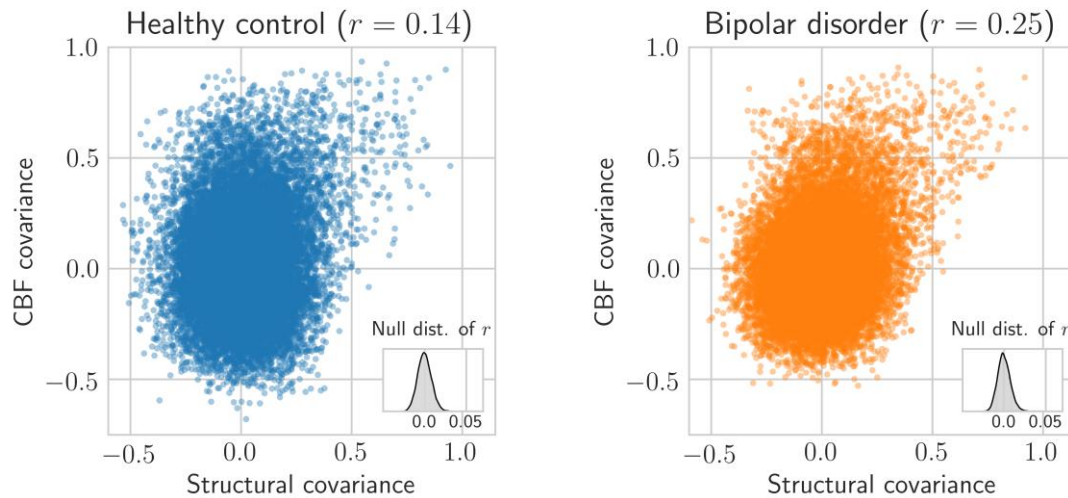 Healthy control (r = 0.14)
1.0
0.5
0.0
−0.5
CBF covariance
Null dist. of r
0.0 0.05
−0.5 0.0 0.5 1.0
Structural covariance
Bipolar disorder (r = 0.25)
1.0
0.5
0.0
−0.5
CBF covariance
Null dist. of r
0.0 0.05
−0.5 0.0 0.5 1.0
Structural covariance